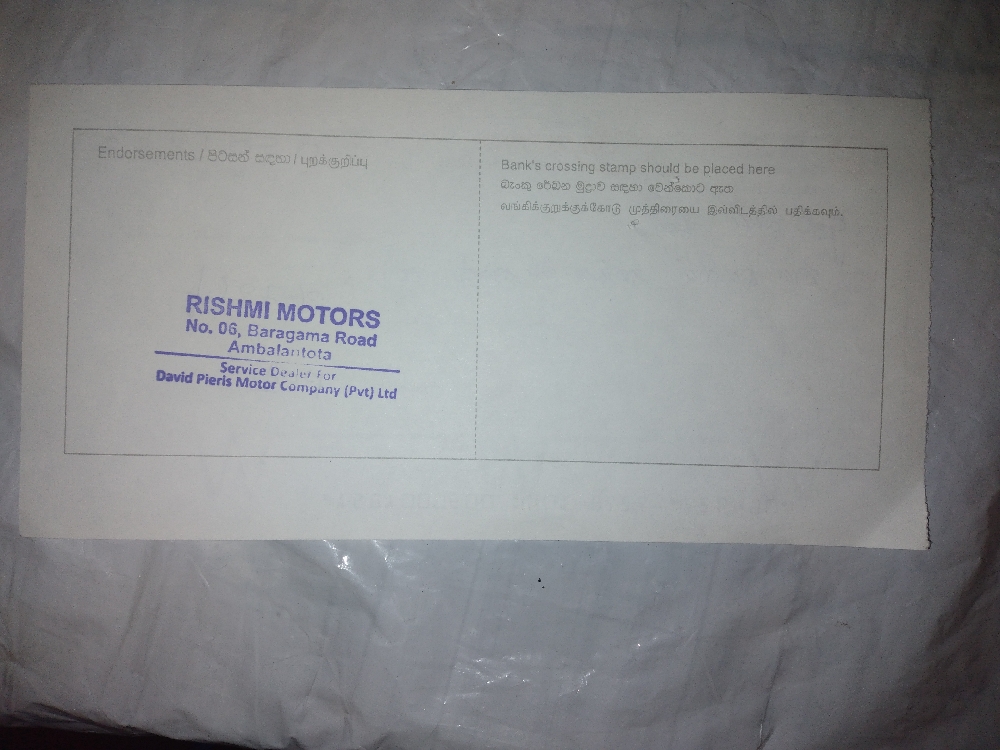 Endorsements / පිටසන් සඳහා / புறக்குறிப்பு
Bank's crossing stamp should be placed here
බැංකු රේඛන මුද්‍රාව සඳහා වෙන්කොට ඇත
வங்கிக்குறுக்குக்கோடு முத்திரையை இவ்விடத்தில் பதிக்கவும்.
RISHMI MOTORS
No. 06, Baragama Road
Ambalantota
Service Dealer For
David Pieris Motor Company (Pvt) Ltd